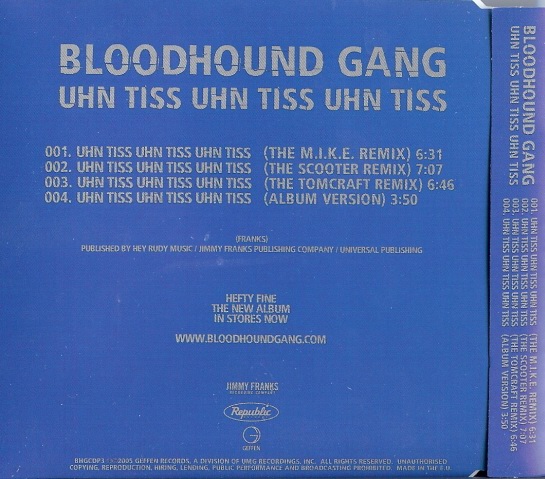 BLOODHOUND GANG
UHN TISS UHN TISS UHN TISS
001. UHN TISS UHN TISS UHN TISS (THE M.I.K.E. REMIX) 6:31
002. UHN TISS UHN TISS UHN TISS (THE SCOOTER REMIX) 7:07
003. UHN TISS UHN TISS UHN TISS (THE TOMCRAFT REMIX) 6:46
004. UHN TISS UHN TISS UHN TISS (ALBUM VERSION) 3:50
(FRANKS)
PUBLISHED BY HEY RUDY MUSIC / JIMMY FRANKS PUBLISHING COMPANY / UNIVERSAL PUBLISHING
HEFTY FINE
THE NEW ALBUM
IN STORES NOW
WWW.BLOODHOUNDGANG.COM
JIMMY FRANKS
RECORDING COMPANY
Republic
GEFFEN
BHGCDP3 2005 GEFFEN RECORDS, A DIVISION OF UMG RECORDINGS, INC. ALL RIGHTS RESERVED. UNAUTHORISED
COPYING, REPRODUCTION, HIRING, LENDING, PUBLIC PERFORMANCE AND BROADCASTING PROHIBITED. MADE IN THE E.U.
BLOODHOUND GANG
UHN TISS UHN TISS UHN TISS
001. UHN TISS UHN TISS UHN TISS (THE M.I.K.E. REMIX) 6:31
002. UHN TISS UHN TISS UHN TISS (THE SCOOTER REMIX) 7:07
003. UHN TISS UHN TISS UHN TISS (THE TOMCRAFT REMIX) 6:46
004. UHN TISS UHN TISS UHN TISS (ALBUM VERSION) 3:50